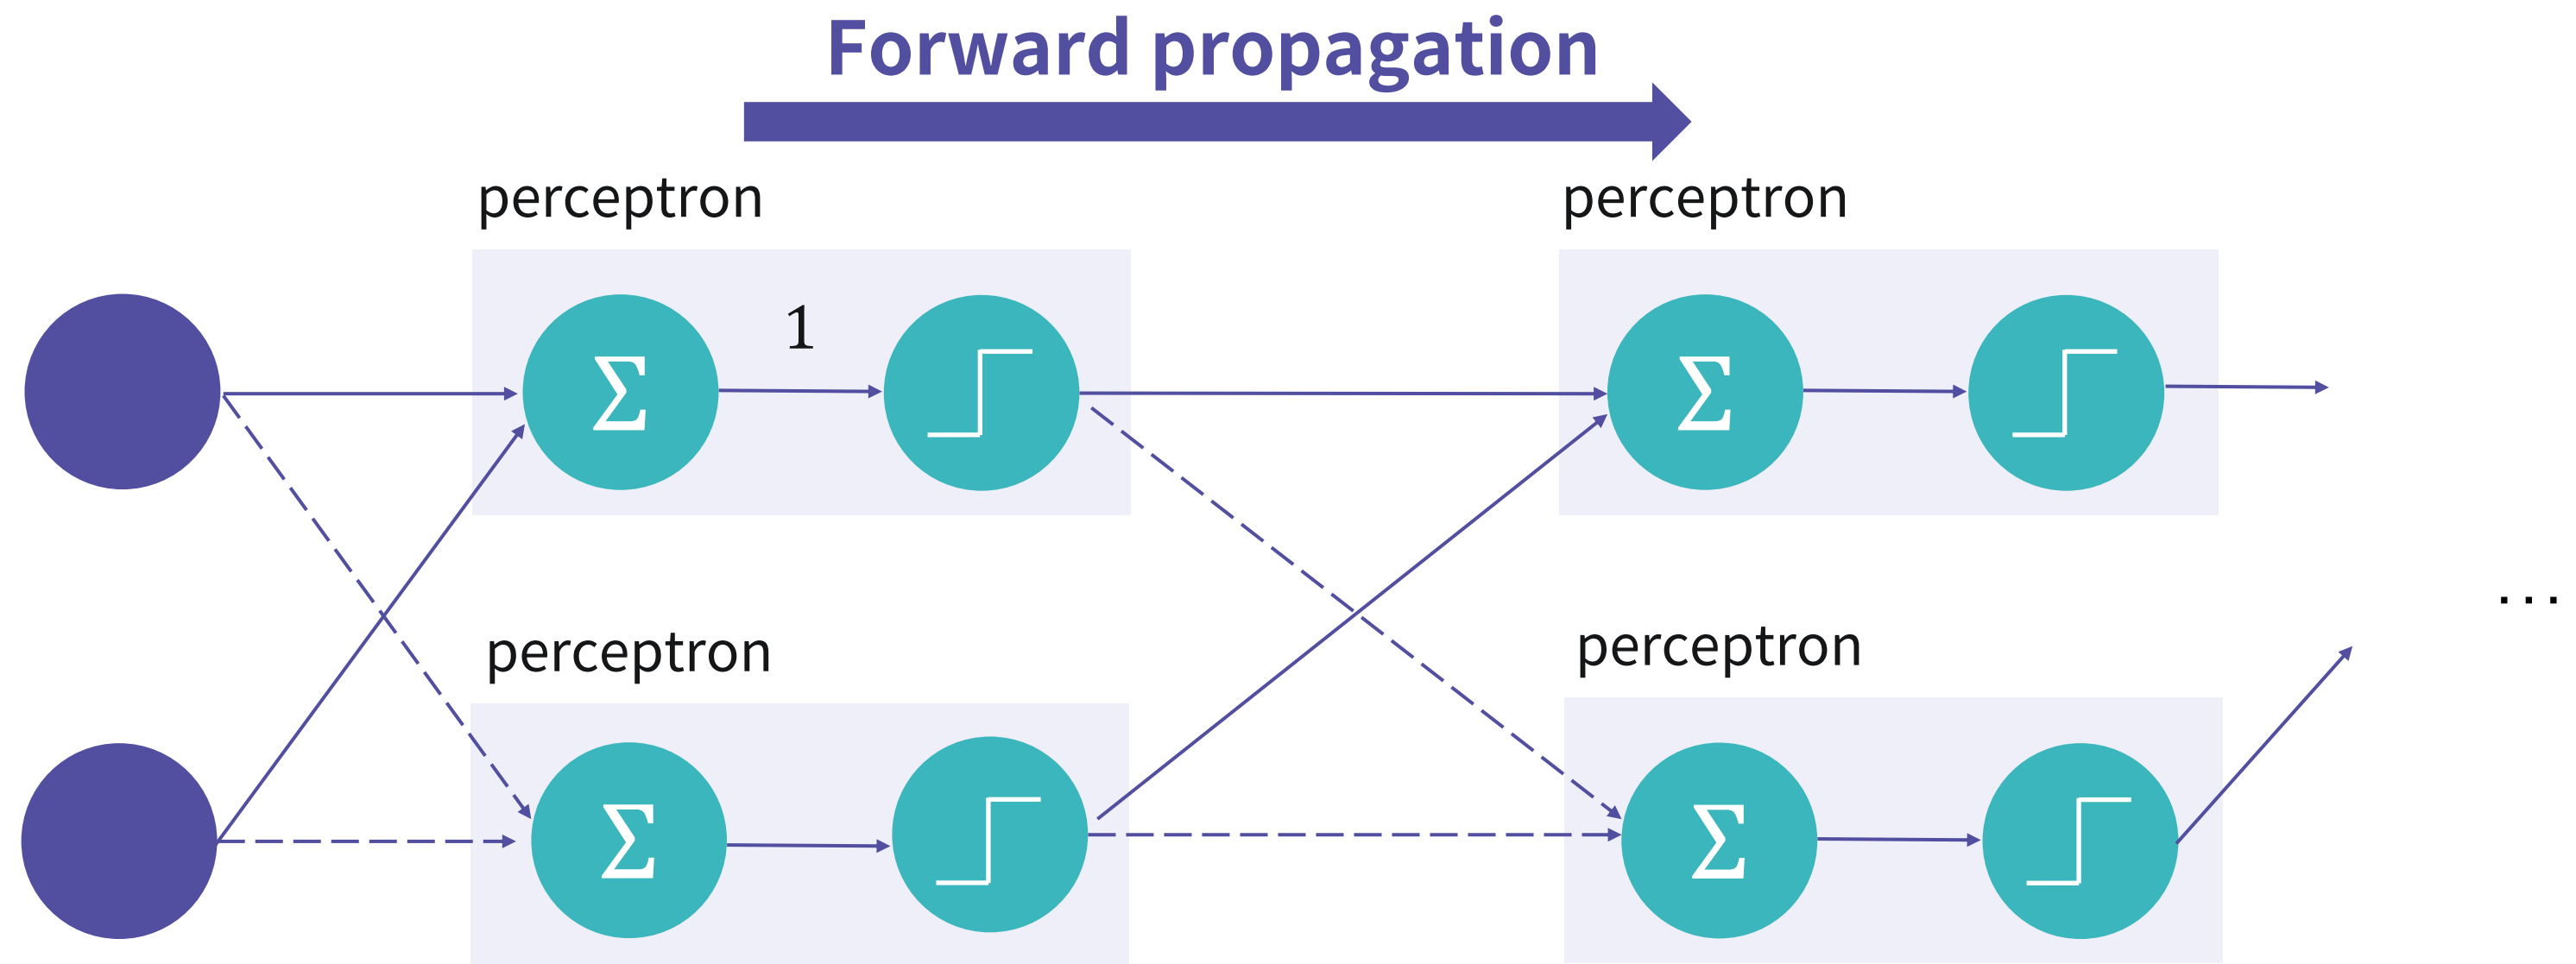 Forward propagation
perceptron
perceptron
Σ
1
Σ
...
perceptron
perceptron
Σ
Σ